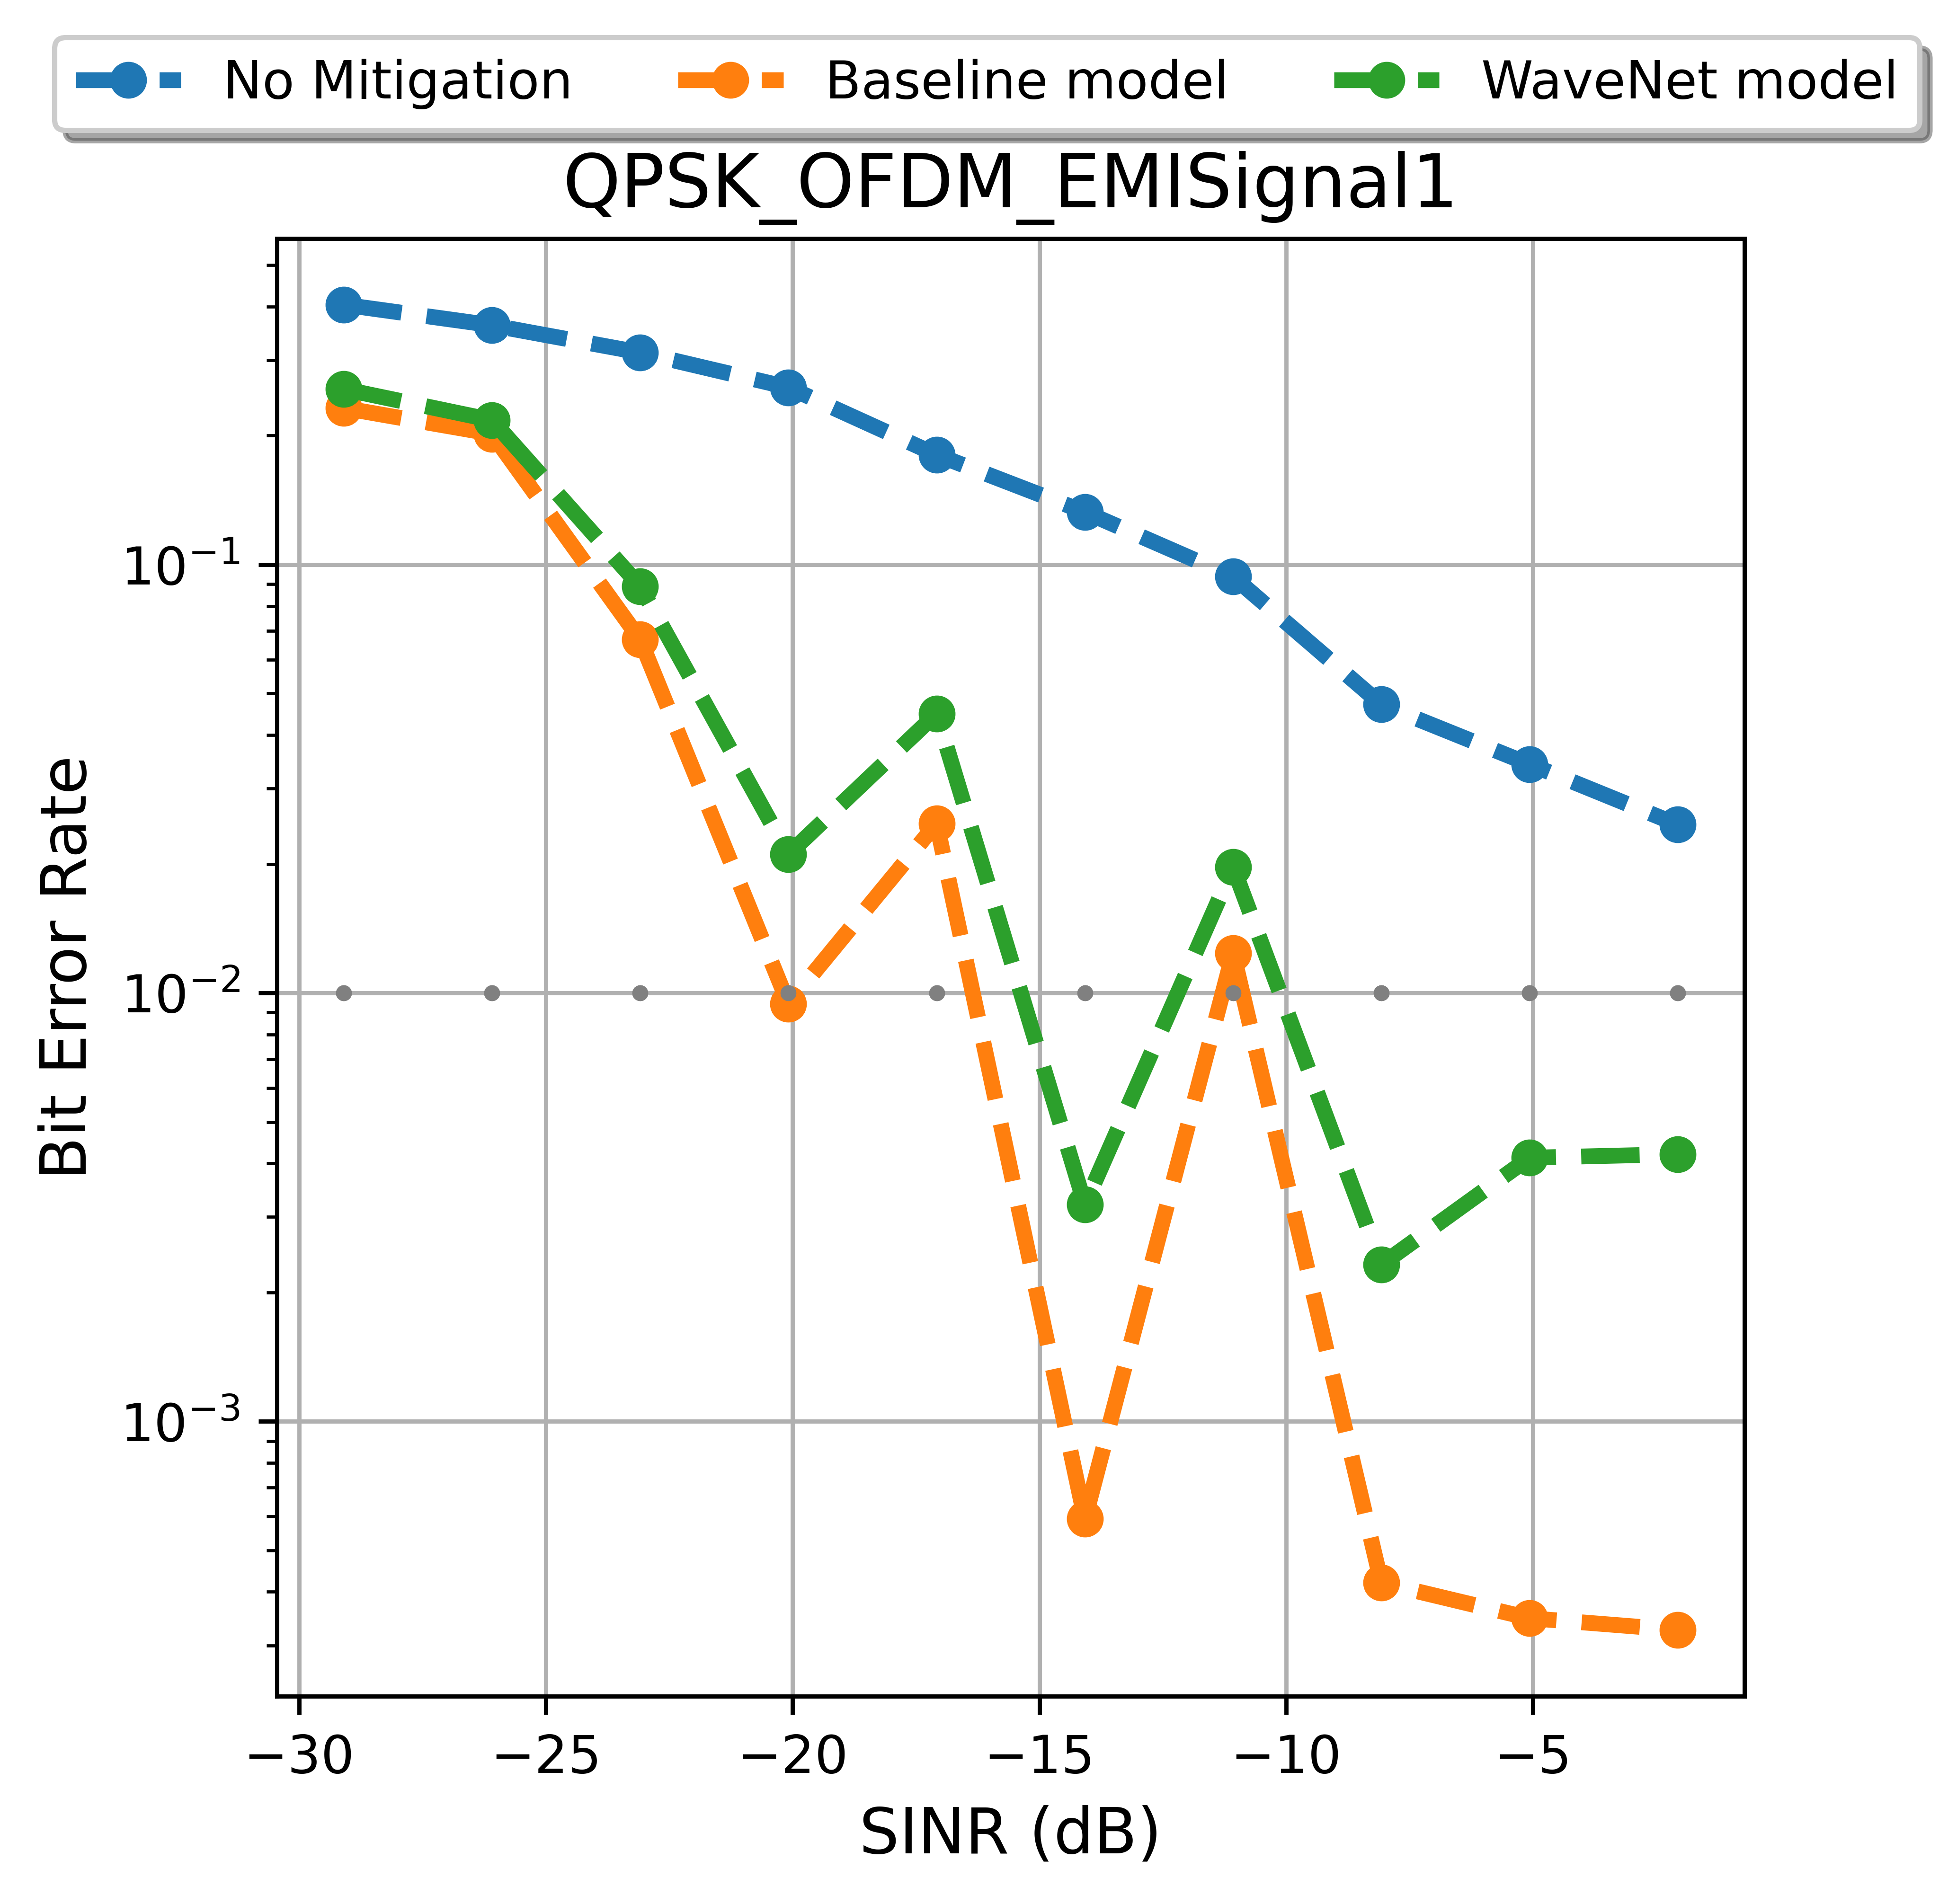 No Mitigation Baseline model WaveNet model
QPSK_OFDM_EMISignal1
Bit Error Rate
10⁻¹
10⁻²
10⁻³
−30 −25 −20 −15 −10 −5
SINR (dB)